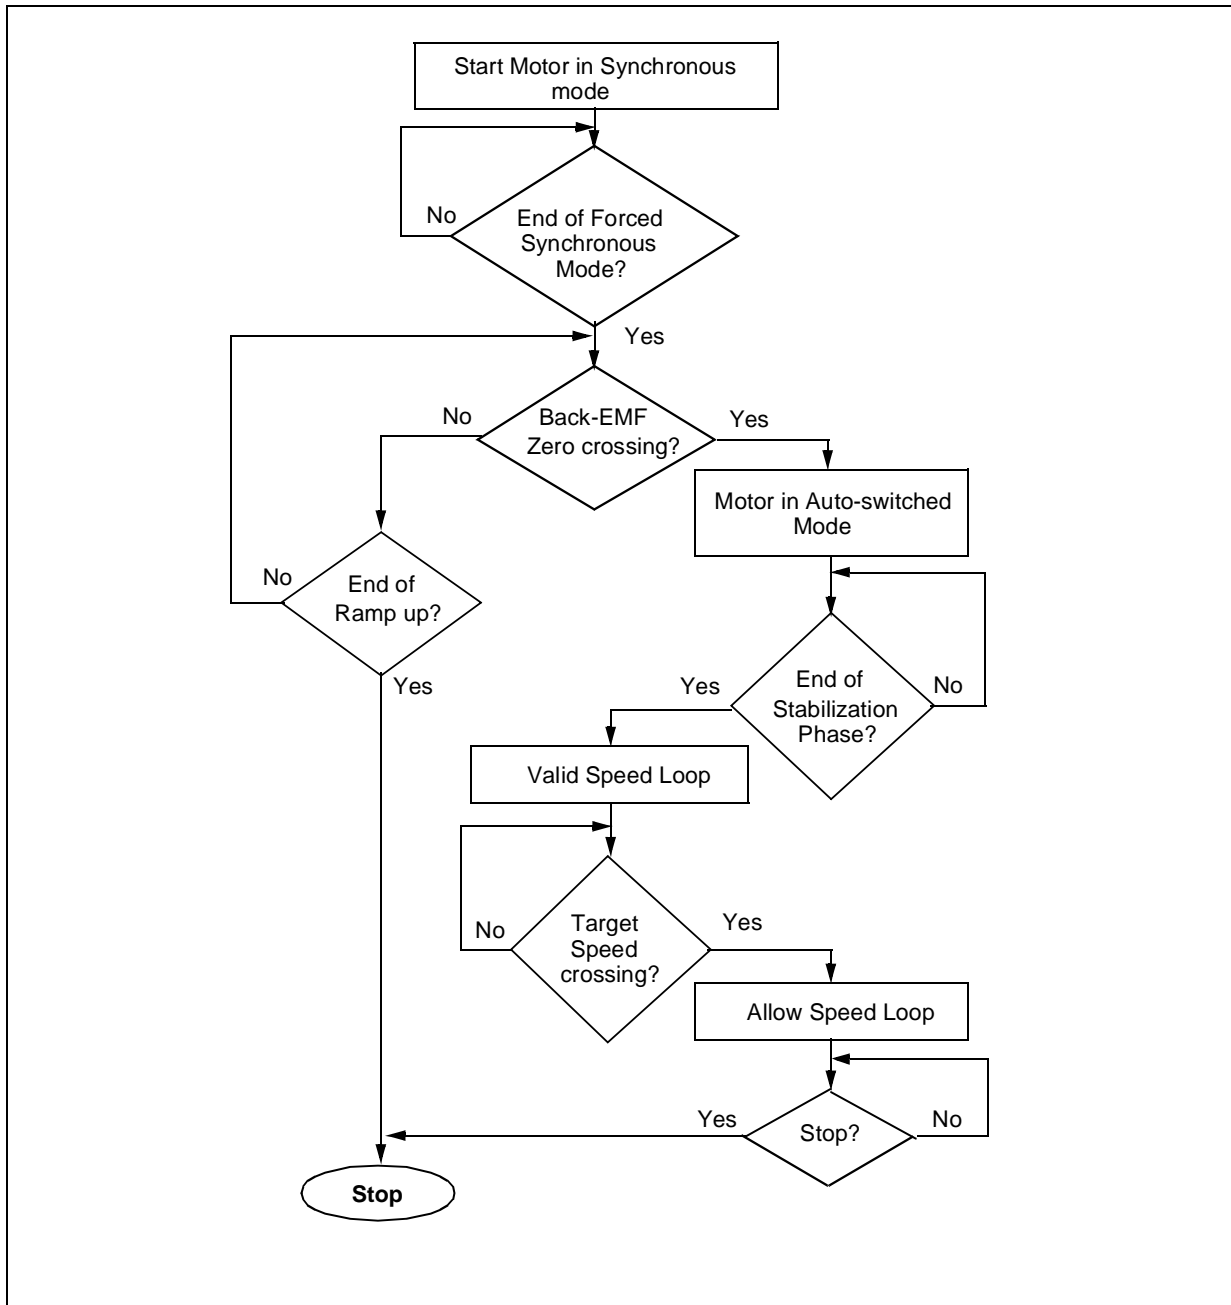 Start Motor in Synchronous
mode
No
End of Forced
Synchronous
Mode?
Yes
No
Back-EMF
Zero crossing?
Yes
Motor in Auto-switched
Mode
No
End of
Ramp up?
Yes
Yes
End of
Stabilization
Phase?
No
Valid Speed Loop
No
Target
Speed
crossing?
Yes
Allow Speed Loop
Yes
Stop?
No
Stop